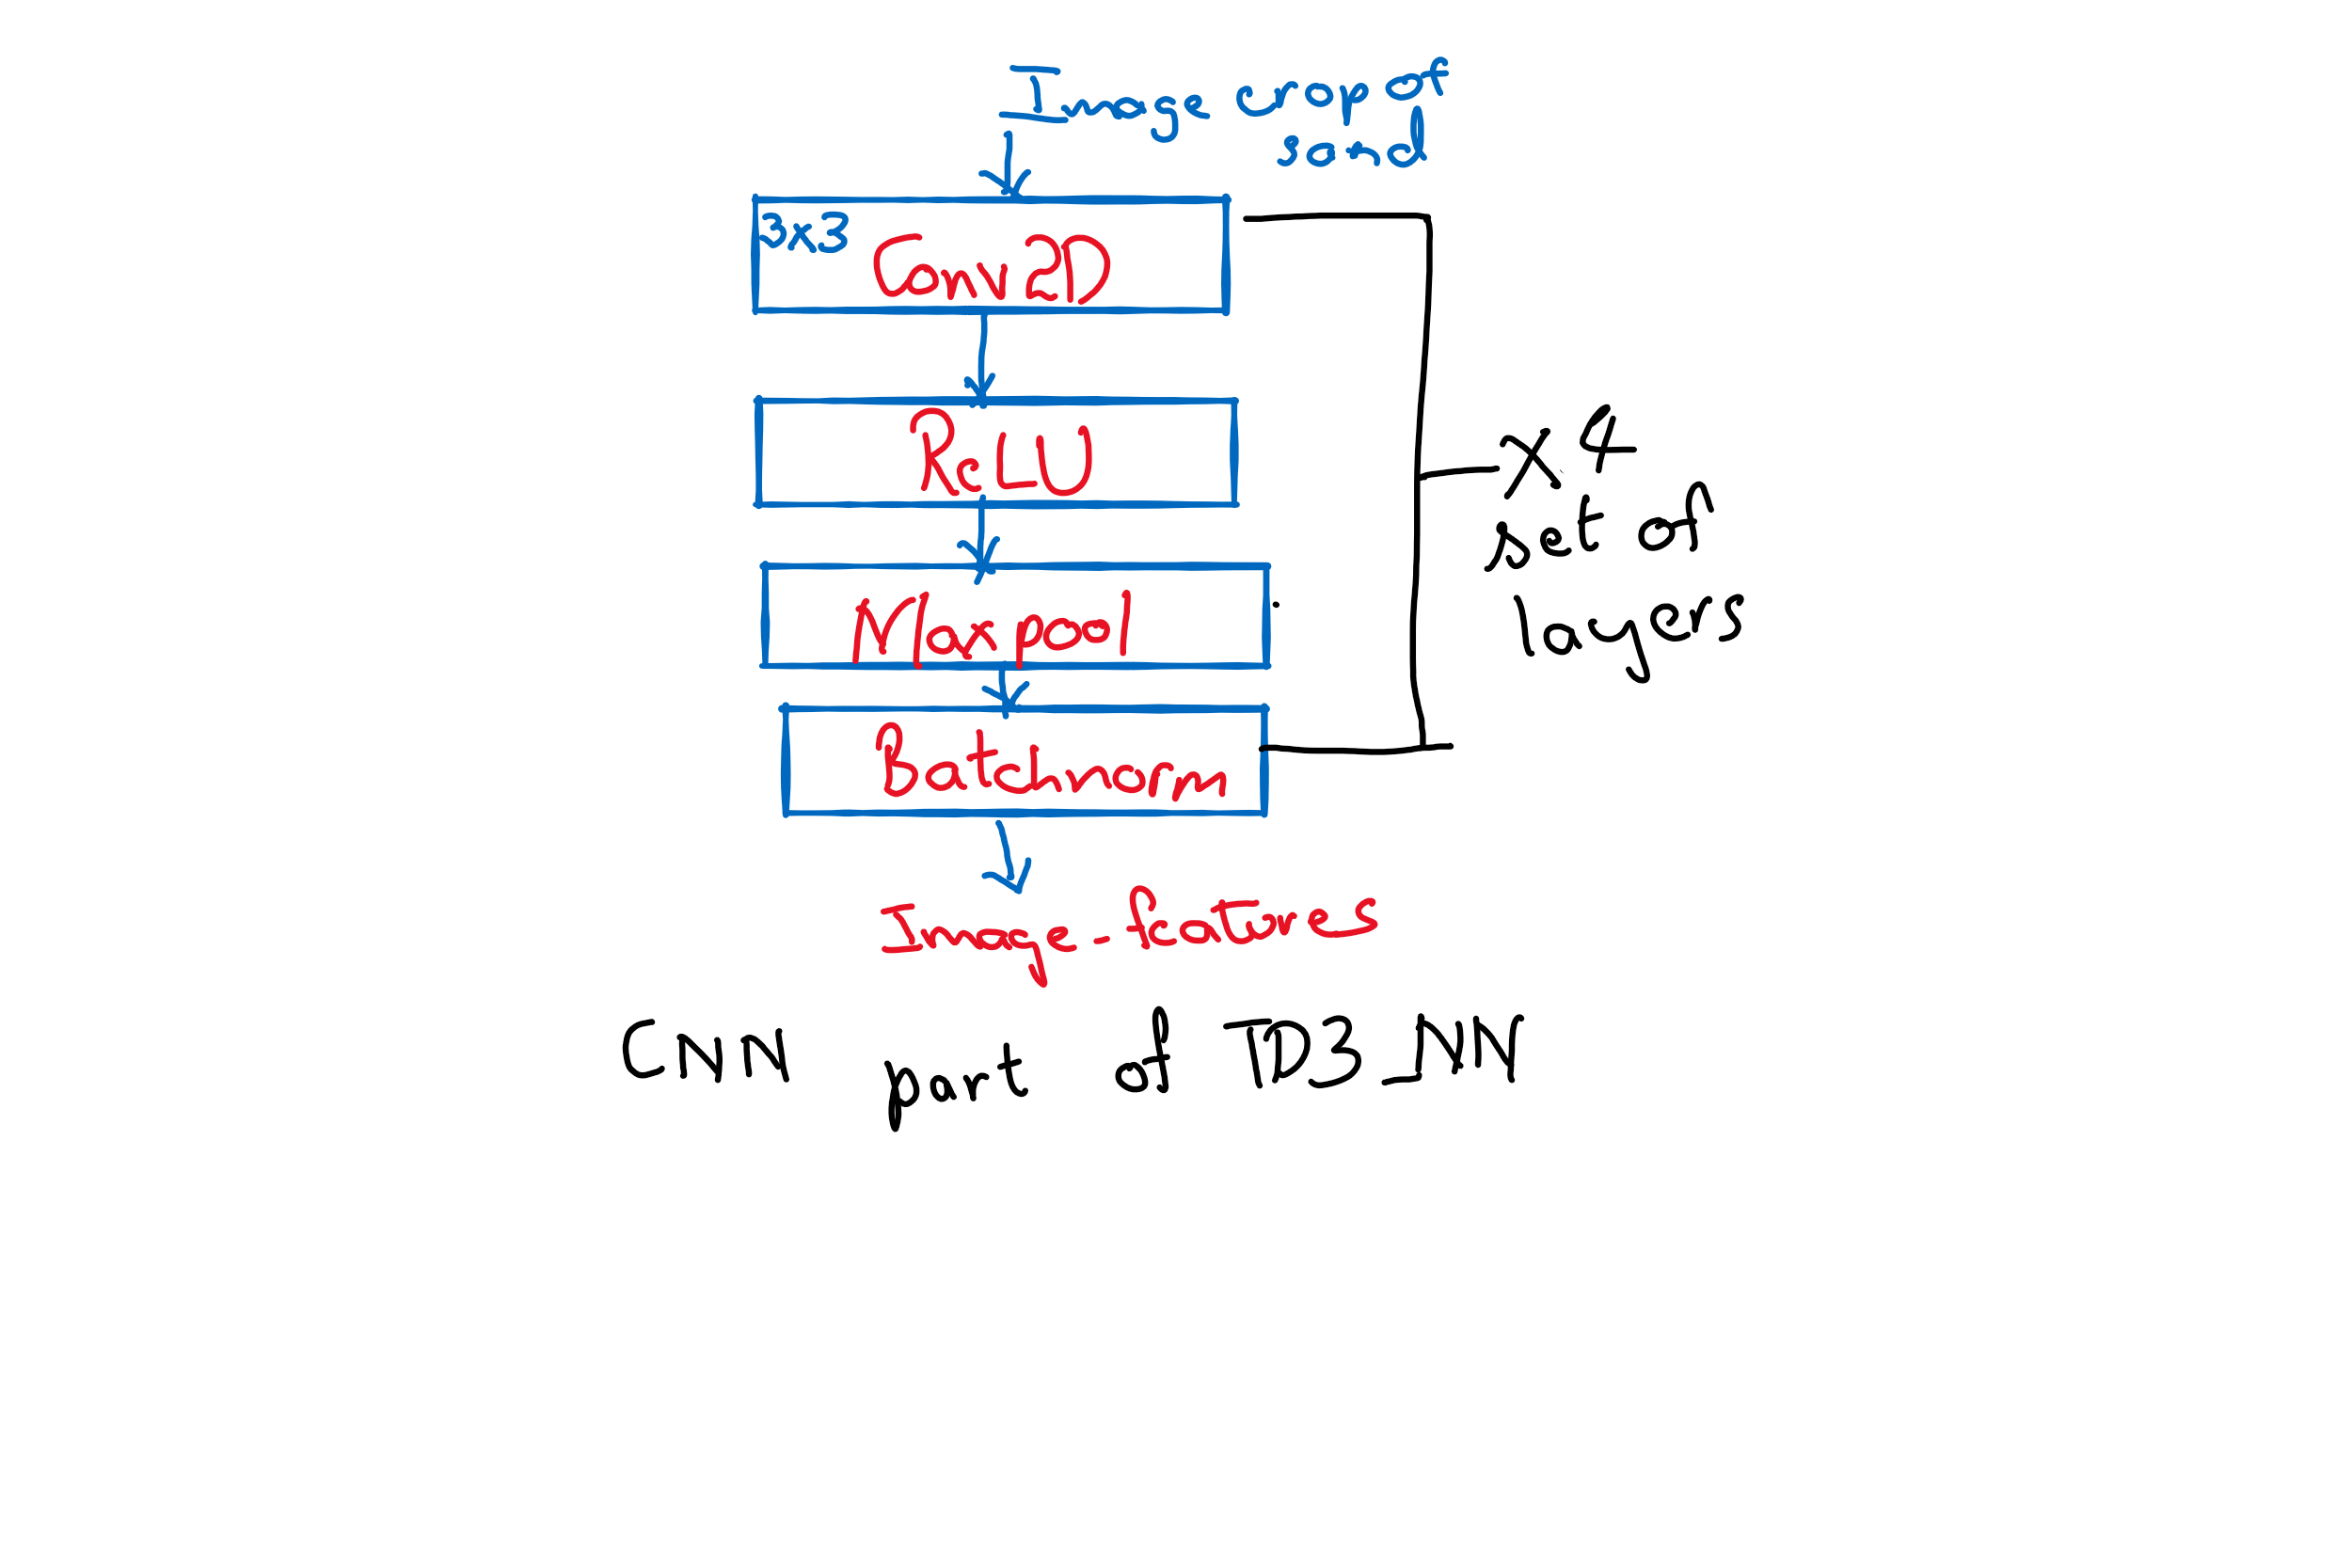 Image crop of
sand
3x3
Conv2D
ReLU
x 4
set of
layers
Maxpool
Batchnorm
Image-features
CNN part of TD3_NN